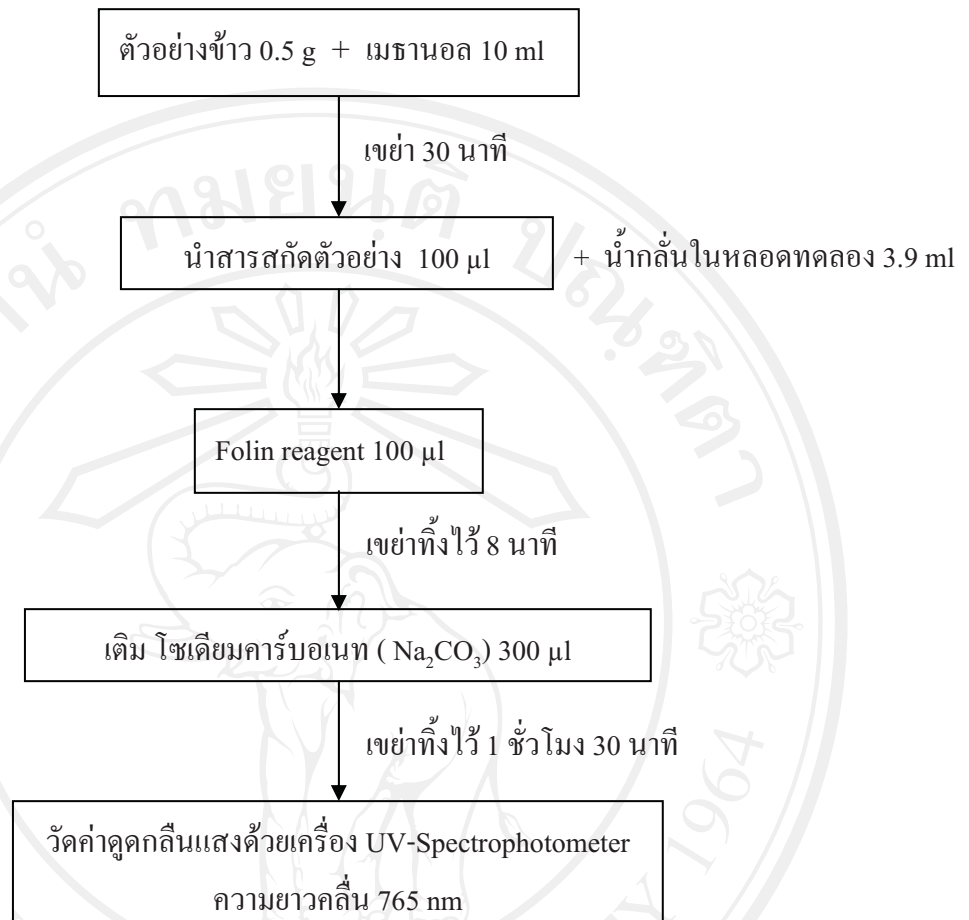 ตัวอย่างข้าว 0.5 g + เมธานอล 10 ml
เขย่า 30 นาที
นำสารสกัดตัวอย่าง 100 µl + น้ำกลั่นในหลอดทดลอง 3.9 ml
Folin reagent 100 µl
เขย่าทิ้งไว้ 8 นาที
เติม โซเดียมคาร์บอเนท ( Na₂CO₃) 300 µl
เขย่าทิ้งไว้ 1 ชั่วโมง 30 นาที
วัดค่าดูดกลืนแสงด้วยเครื่อง UV-Spectrophotometer
ความยาวคลื่น 765 nm
1964